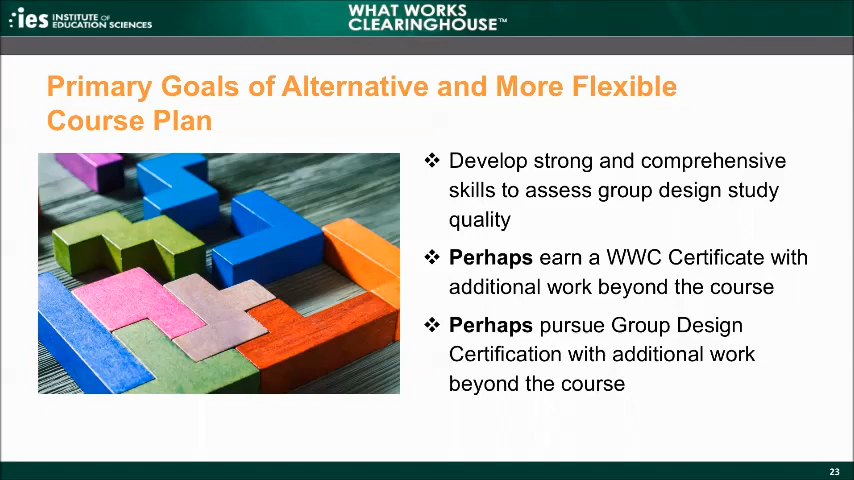 ies INSTITUTE OF
EDUCATION SCIENCES
WHAT WORKS
CLEARINGHOUSE™
Primary Goals of Alternative and More Flexible
Course Plan
❖ Develop strong and comprehensive
skills to assess group design study
quality
❖ Perhaps earn a WWC Certificate with
additional work beyond the course
❖ Perhaps pursue Group Design
Certification with additional work
beyond the course
23